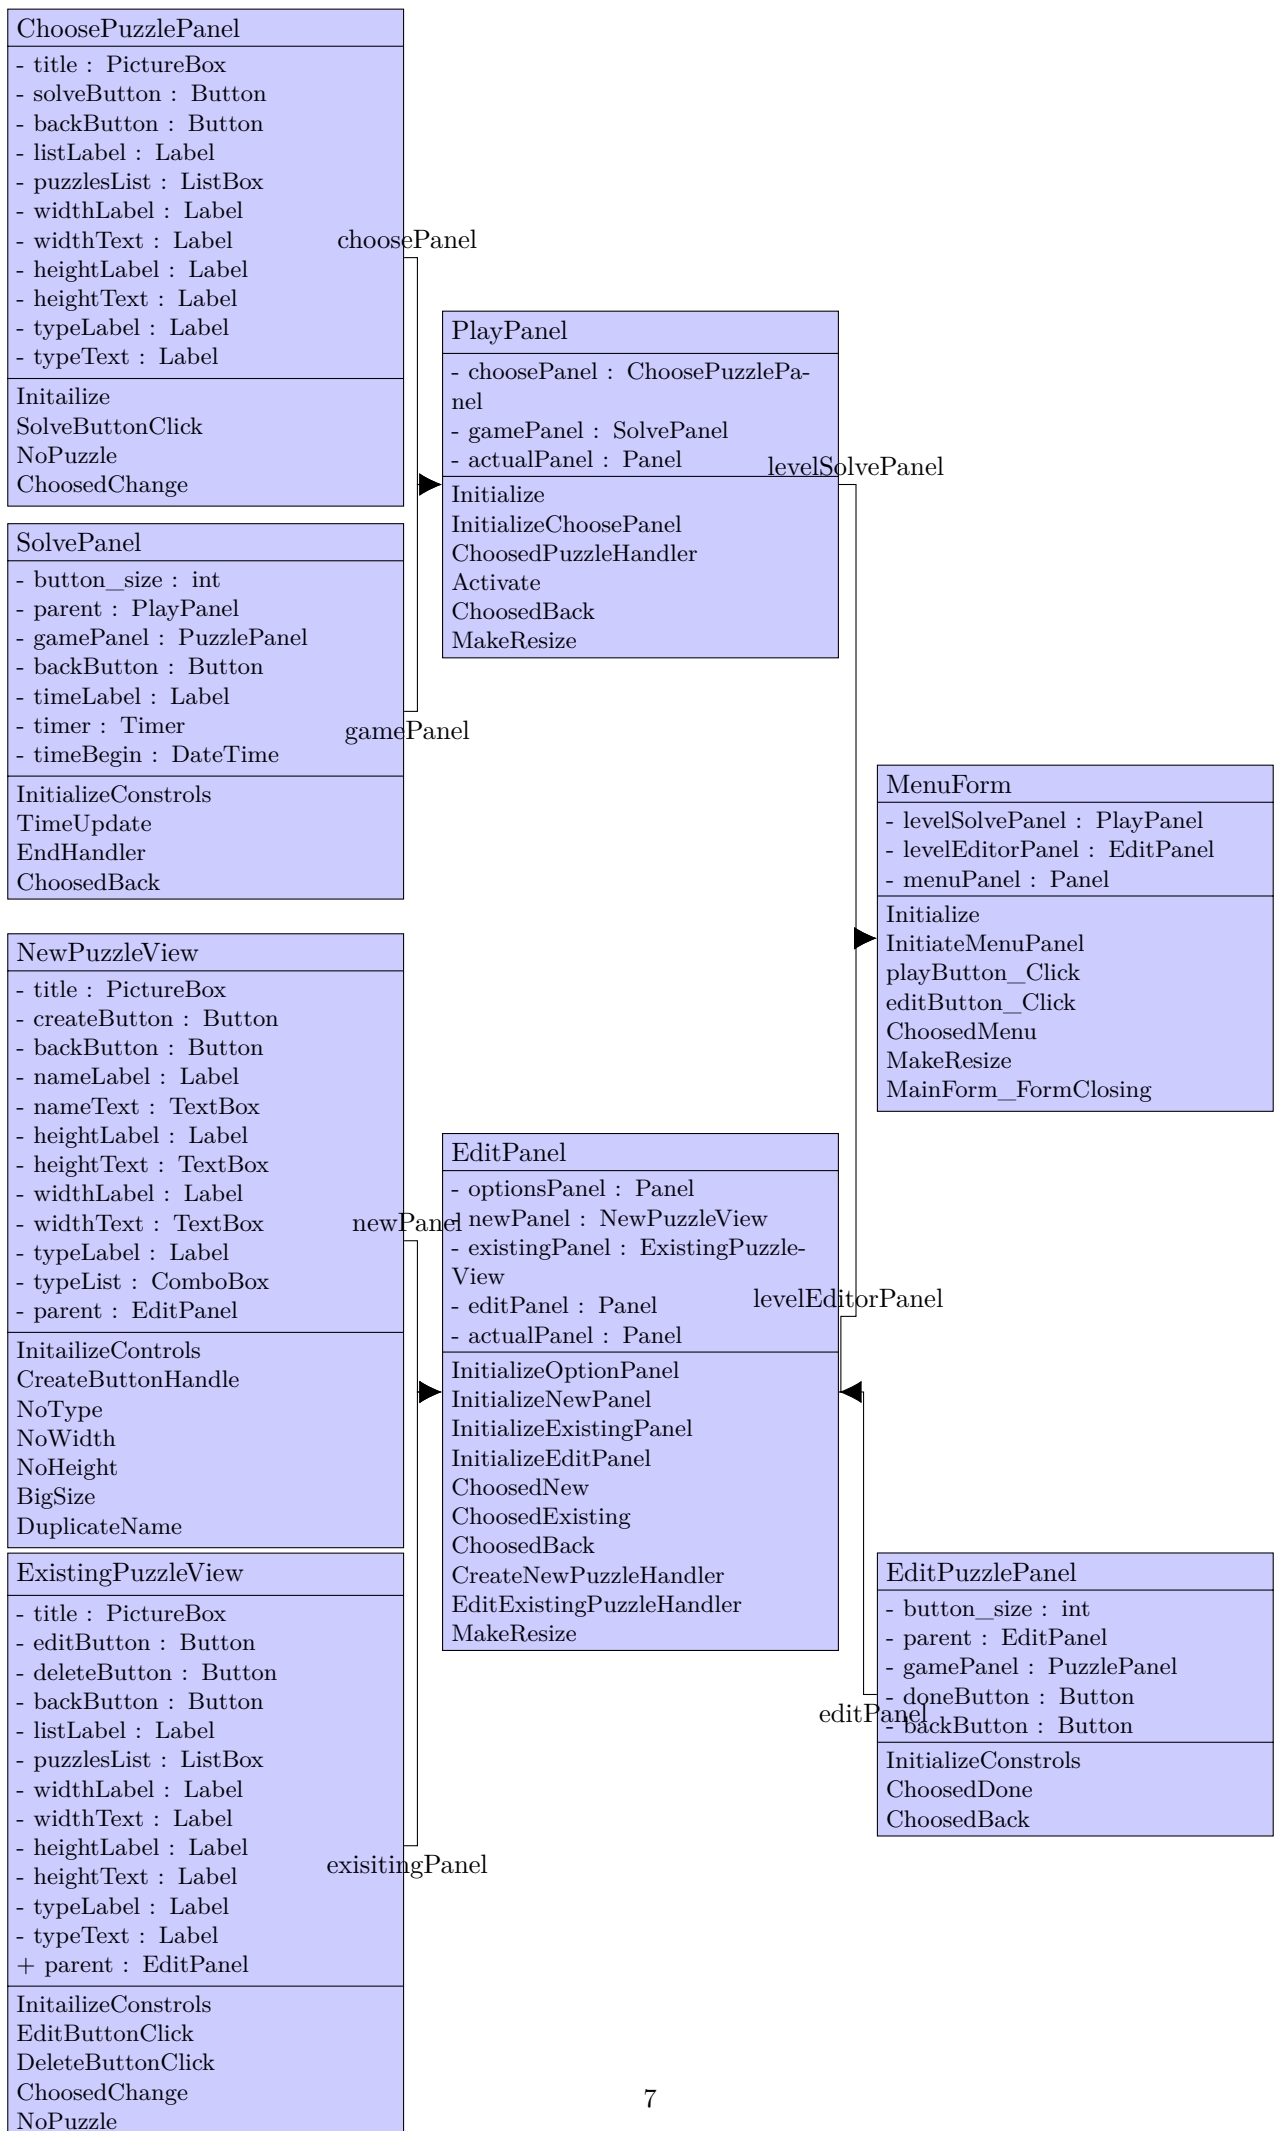 ChoosePuzzlePanel
- title : PictureBox
- solveButton : Button
- backButton : Button
- listLabel : Label
- puzzlesList : ListBox
- widthLabel : Label
- widthText : Label
- heightLabel : Label
- heightText : Label
- typeLabel : Label
- typeText : Label
Initailize
SolveButtonClick
NoPuzzle
ChoosedChange
choosePanel
SolvePanel
- button_size : int
- parent : PlayPanel
- gamePanel : PuzzlePanel
- backButton : Button
- timeLabel : Label
- timer : Timer
- timeBegin : DateTime
InitializeConstrols
TimeUpdate
EndHandler
ChoosedBack
gamePanel
PlayPanel
- choosePanel : ChoosePuzzlePa-
nel
- gamePanel : SolvePanel
- actualPanel : Panel
Initialize
InitializeChoosePanel
ChoosedPuzzleHandler
Activate
ChoosedBack
MakeResize
levelSolvePanel
MenuForm
- levelSolvePanel : PlayPanel
- levelEditorPanel : EditPanel
- menuPanel : Panel
Initialize
InitiateMenuPanel
playButton_Click
editButton_Click
ChoosedMenu
MakeResize
MainForm_FormClosing
NewPuzzleView
- title : PictureBox
- createButton : Button
- backButton : Button
- nameLabel : Label
- nameText : TextBox
- heightLabel : Label
- heightText : TextBox
- widthLabel : Label
- widthText : TextBox
- typeLabel : Label
- typeList : ComboBox
- parent : EditPanel
InitailizeControls
CreateButtonHandle
NoType
NoWidth
NoHeight
BigSize
DuplicateName
newPanel
EditPanel
- optionsPanel : Panel
- newPanel : NewPuzzleView
- existingPanel : ExistingPuzzle-
View
- editPanel : Panel
- actualPanel : Panel
InitializeOptionPanel
InitializeNewPanel
InitializeExistingPanel
InitializeEditPanel
ChoosedNew
ChoosedExisting
ChoosedBack
CreateNewPuzzleHandler
EditExistingPuzzleHandler
MakeResize
levelEditorPanel
ExistingPuzzleView
- title : PictureBox
- editButton : Button
- deleteButton : Button
- backButton : Button
- listLabel : Label
- puzzlesList : ListBox
- widthLabel : Label
- widthText : Label
- heightLabel : Label
- heightText : Label
- typeLabel : Label
- typeText : Label
+ parent : EditPanel
InitailizeConstrols
EditButtonClick
DeleteButtonClick
ChoosedChange
NoPuzzle
exisitingPanel
EditPuzzlePanel
- button_size : int
- parent : EditPanel
- gamePanel : PuzzlePanel
- doneButton : Button
- backButton : Button
InitializeConstrols
ChoosedDone
ChoosedBack
editPanel
7